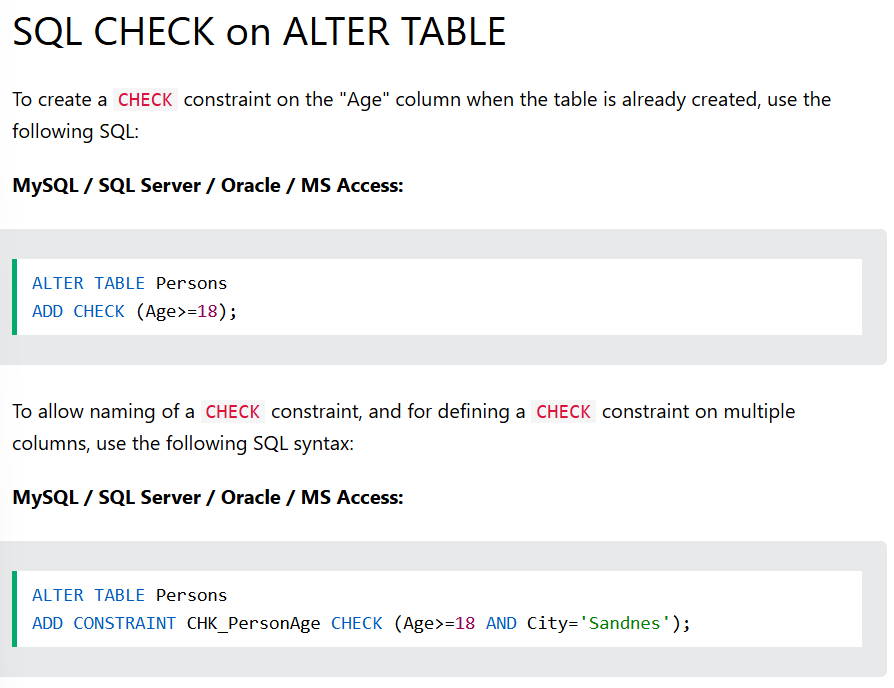 SQL CHECK on ALTER TABLE
To create a CHECK constraint on the "Age" column when the table is already created, use the
following SQL:
MySQL / SQL Server / Oracle / MS Access:
ALTER TABLE Persons
ADD CHECK (Age>=18);
To allow naming of a CHECK constraint, and for defining a CHECK constraint on multiple
columns, use the following SQL syntax:
MySQL / SQL Server / Oracle / MS Access:
ALTER TABLE Persons
ADD CONSTRAINT CHK_PersonAge CHECK (Age>=18 AND City='Sandnes');